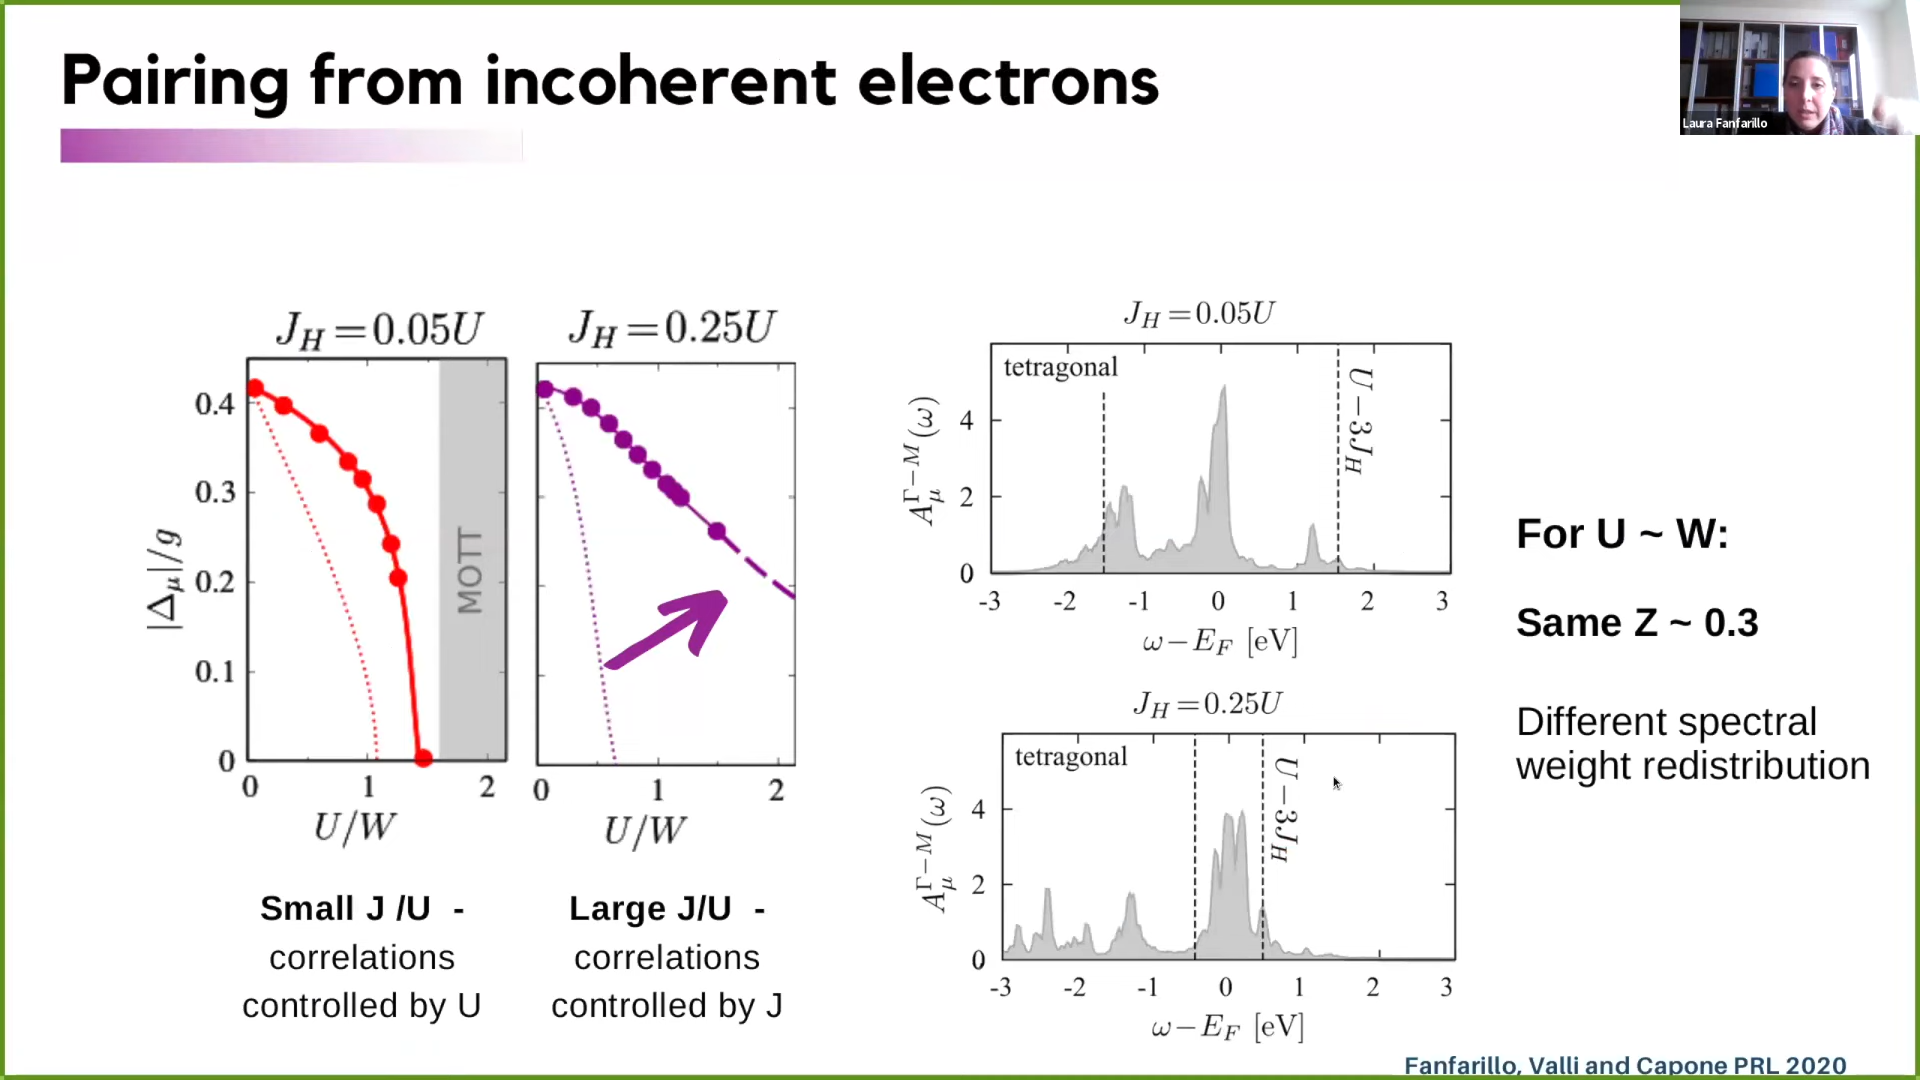 Pairing from incoherent electrons
Laura Fanfarillo
J_H = 0.05U
J_H = 0.25U
|Δ_μ|/g
0.4
0.3
0.2
0.1
0
MOTT
0 1 2
0 1 2
U/W
U/W
Small J /U -
correlations
controlled by U
Large J/U -
correlations
controlled by J
J_H = 0.05U
tetragonal
U − 3J_H
A_μ^{Γ−M}(ω)
4
2
0
-3 -2 -1 0 1 2 3
ω − E_F [eV]
J_H = 0.25U
tetragonal
U − 3J_H
A_μ^{Γ−M}(ω)
4
2
0
-3 -2 -1 0 1 2 3
ω − E_F [eV]
For U ~ W:
Same Z ~ 0.3
Different spectral
weight redistribution
Fanfarillo, Valli and Capone PRL 2020